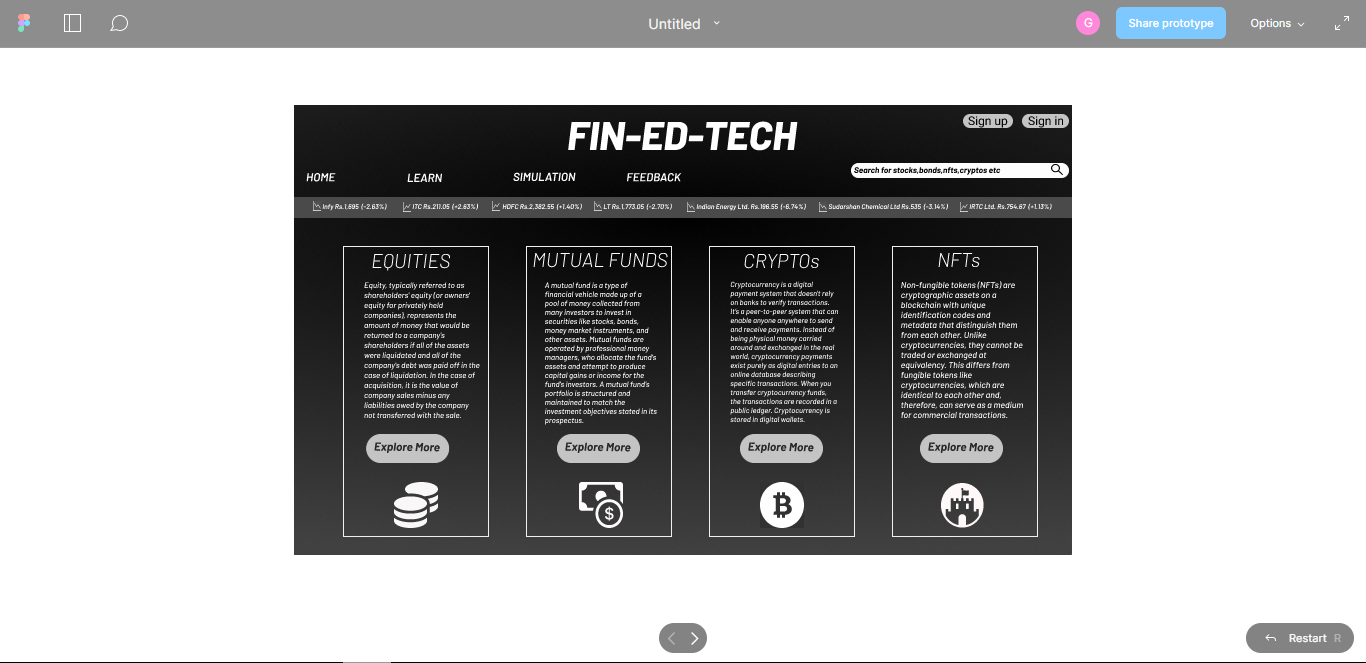 Untitled
G
Share prototype
Options
FIN-ED-TECH
Sign up
Sign in
HOME
LEARN
SIMULATION
FEEDBACK
Search for stocks,bonds,nfts,cryptos etc
Infy Rs.1,695 (-2.63%)
ITC Rs.211.05 (+2.63%)
HDFC Rs.2,382.55 (+1.40%)
LT Rs.1,773.05 (-2.70%)
Indian Energy Ltd. Rs.186.55 (-6.74%)
Sudarshan Chemical Ltd Rs.535 (-3.14%)
IRTC Ltd. Rs.754.67 (+1.13%)
EQUITIES
Equity, typically referred to as
shareholders' equity (or owners'
equity for privately held
companies), represents the
amount of money that would be
returned to a company's
shareholders if all of the assets
were liquidated and all of the
company's debt was paid off in the
case of liquidation. In the case of
acquisition, it is the value of
company sales minus any
liabilities owed by the company
not transferred with the sale.
Explore More
MUTUAL FUNDS
A mutual fund is a type of
financial vehicle made up of a
pool of money collected from
many investors to invest in
securities like stocks, bonds,
money market instruments, and
other assets. Mutual funds are
operated by professional money
managers, who allocate the fund's
assets and attempt to produce
capital gains or income for the
fund's investors. A mutual fund's
portfolio is structured and
maintained to match the
investment objectives stated in its
prospectus.
Explore More
CRYPTOs
Cryptocurrency is a digital
payment system that doesn't rely
on banks to verify transactions.
It's a peer-to-peer system that can
enable anyone anywhere to send
and receive payments. Instead of
being physical money carried
around and exchanged in the real
world, cryptocurrency payments
exist purely as digital entries to an
online database describing
specific transactions. When you
transfer cryptocurrency funds,
the transactions are recorded in a
public ledger. Cryptocurrency is
stored in digital wallets.
Explore More
NFTs
Non-fungible tokens (NFTs) are
cryptographic assets on a
blockchain with unique
identification codes and
metadata that distinguish them
from each other. Unlike
cryptocurrencies, they cannot be
traded or exchanged at
equivalency. This differs from
fungible tokens like
cryptocurrencies, which are
identical to each other and,
therefore, can serve as a medium
for commercial transactions.
Explore More
Restart R